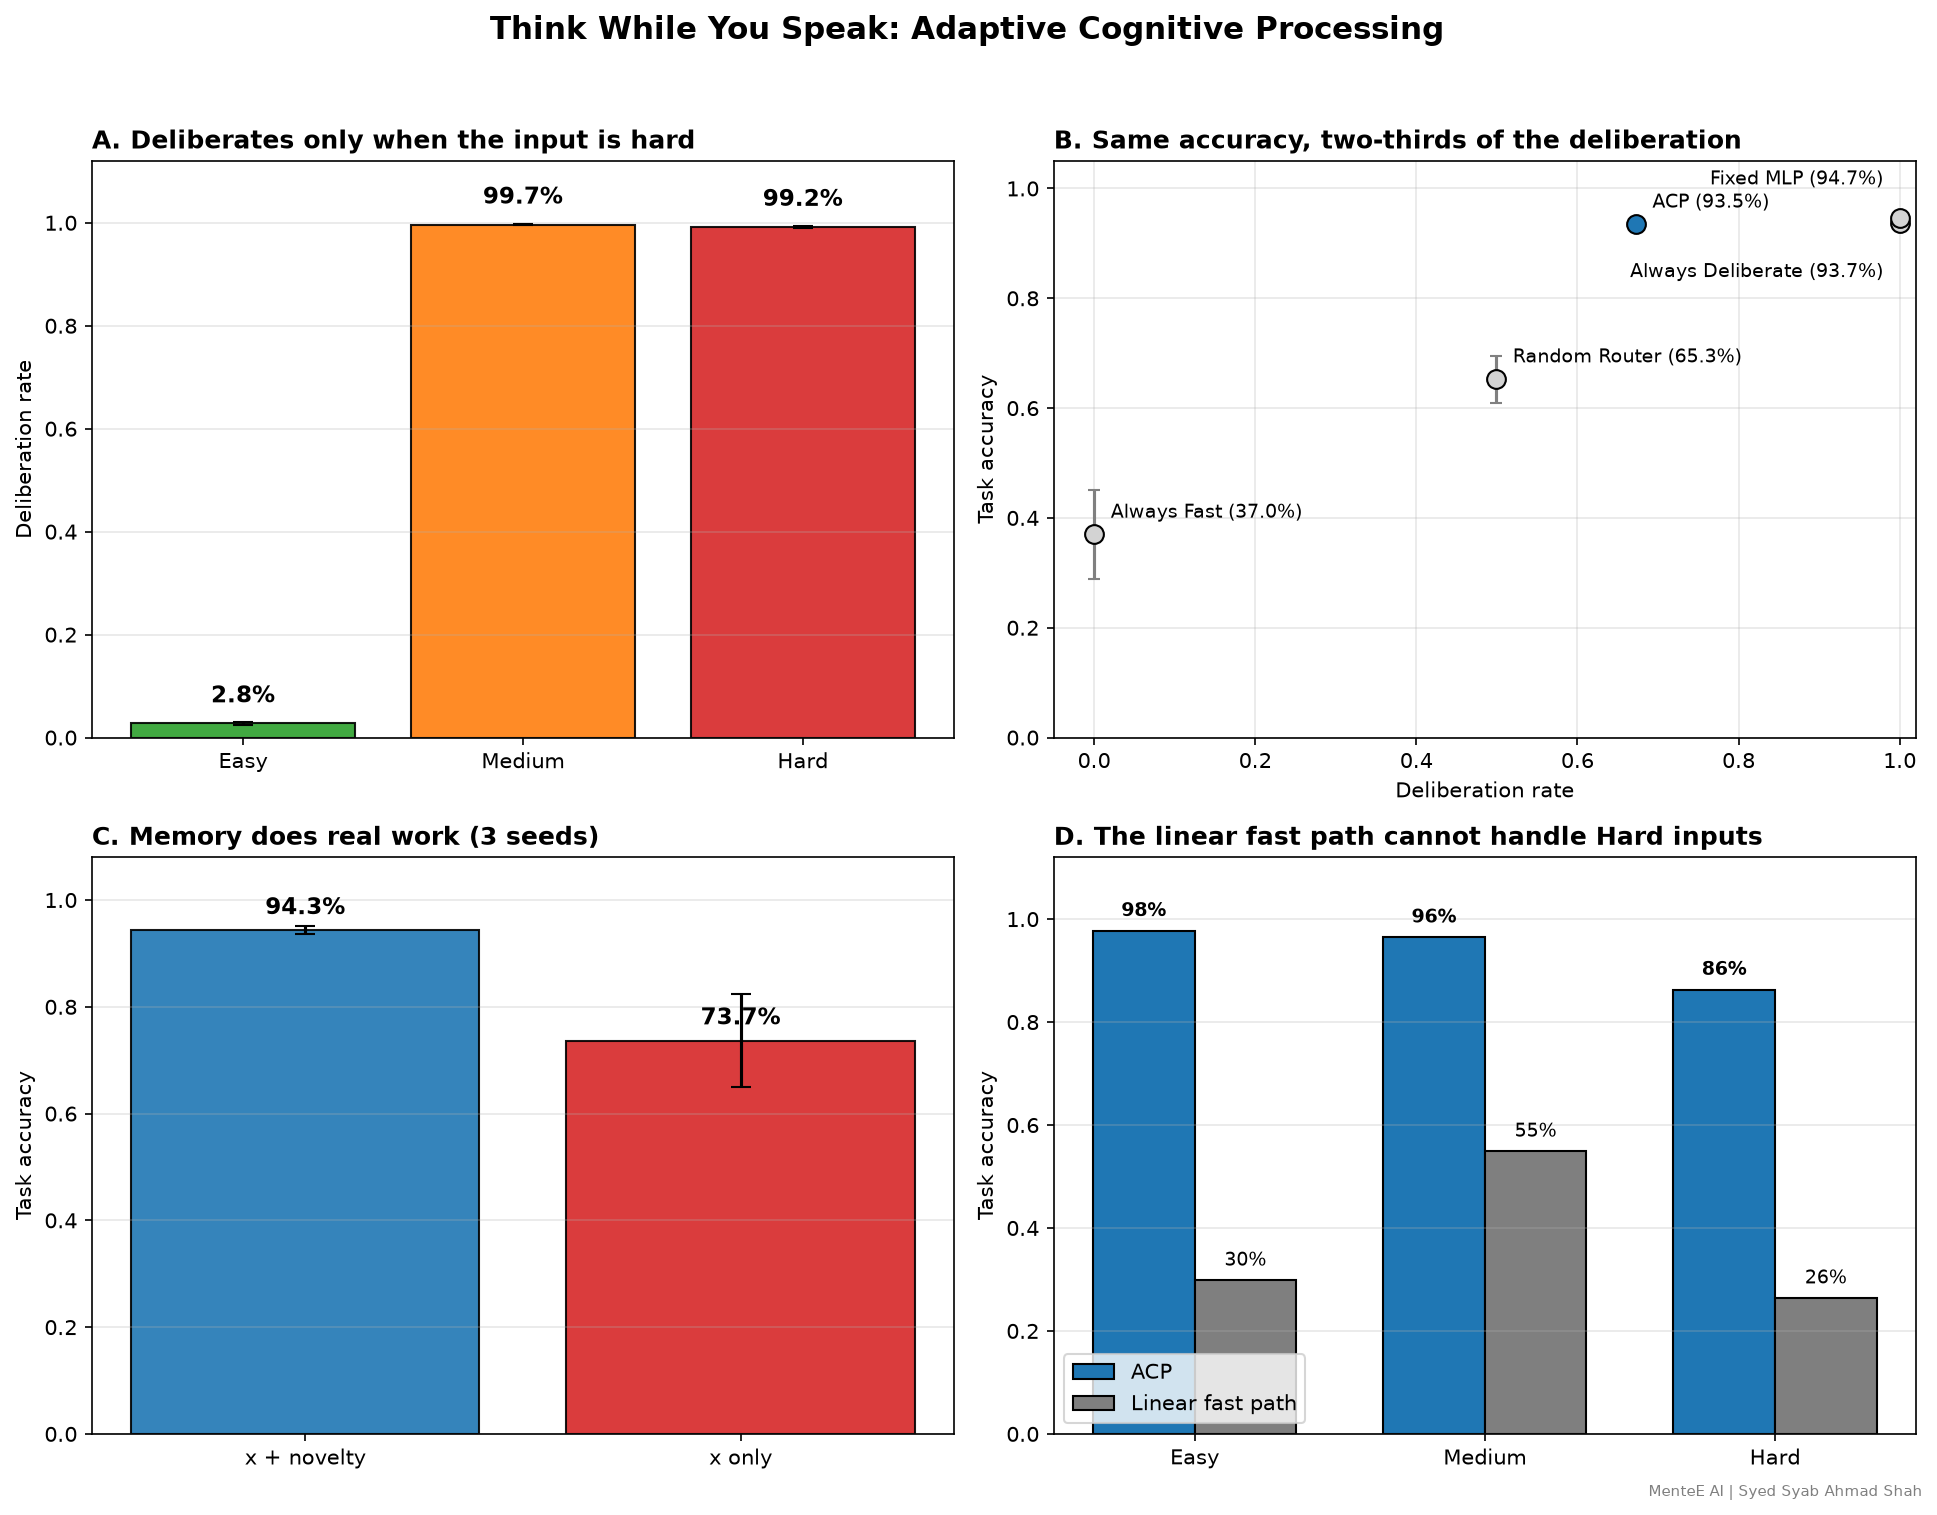 Think While You Speak: Adaptive Cognitive Processing
A. Deliberates only when the input is hard
Deliberation rate
1.0
0.8
0.6
0.4
0.2
0.0
2.8%
99.7%
99.2%
Easy
Medium
Hard
B. Same accuracy, two-thirds of the deliberation
Task accuracy
1.0
0.8
0.6
0.4
0.2
0.0
Fixed MLP (94.7%)
ACP (93.5%)
Always Deliberate (93.7%)
Random Router (65.3%)
Always Fast (37.0%)
0.0
0.2
0.4
0.6
0.8
1.0
Deliberation rate
C. Memory does real work (3 seeds)
Task accuracy
1.0
0.8
0.6
0.4
0.2
0.0
94.3%
73.7%
x + novelty
x only
D. The linear fast path cannot handle Hard inputs
Task accuracy
1.0
0.8
0.6
0.4
0.2
0.0
98%
30%
96%
55%
86%
26%
ACP
Linear fast path
Easy
Medium
Hard
MenteE AI | Syed Syab Ahmad Shah